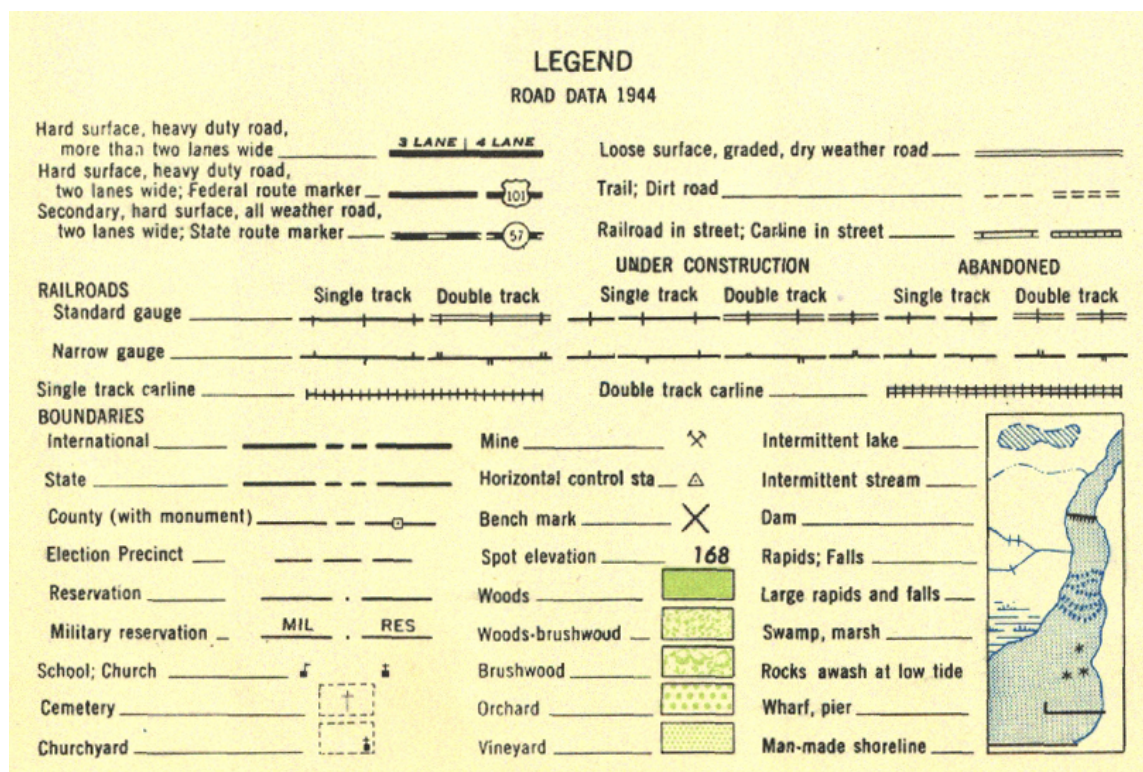 LEGEND
ROAD DATA 1944
Hard surface, heavy duty road,
more than two lanes wide
3 LANE | 4 LANE
Hard surface, heavy duty road,
two lanes wide; Federal route marker
101
Secondary, hard surface, all weather road,
two lanes wide; State route marker
57
Loose surface, graded, dry weather road
Trail; Dirt road
Railroad in street; Carline in street
UNDER CONSTRUCTION ABANDONED
RAILROADS Single track Double track Single track Double track Single track Double track
Standard gauge
Narrow gauge
Single track carline Double track carline
BOUNDARIES
International
State
County (with monument)
Election Precinct
Reservation
Military reservation MIL . RES
School; Church
Cemetery
Churchyard
Mine
Horizontal control sta
Bench mark
Spot elevation 168
Woods
Woods-brushwood
Brushwood
Orchard
Vineyard
Intermittent lake
Intermittent stream
Dam
Rapids; Falls
Large rapids and falls
Swamp, marsh
Rocks awash at low tide
Wharf, pier
Man-made shoreline